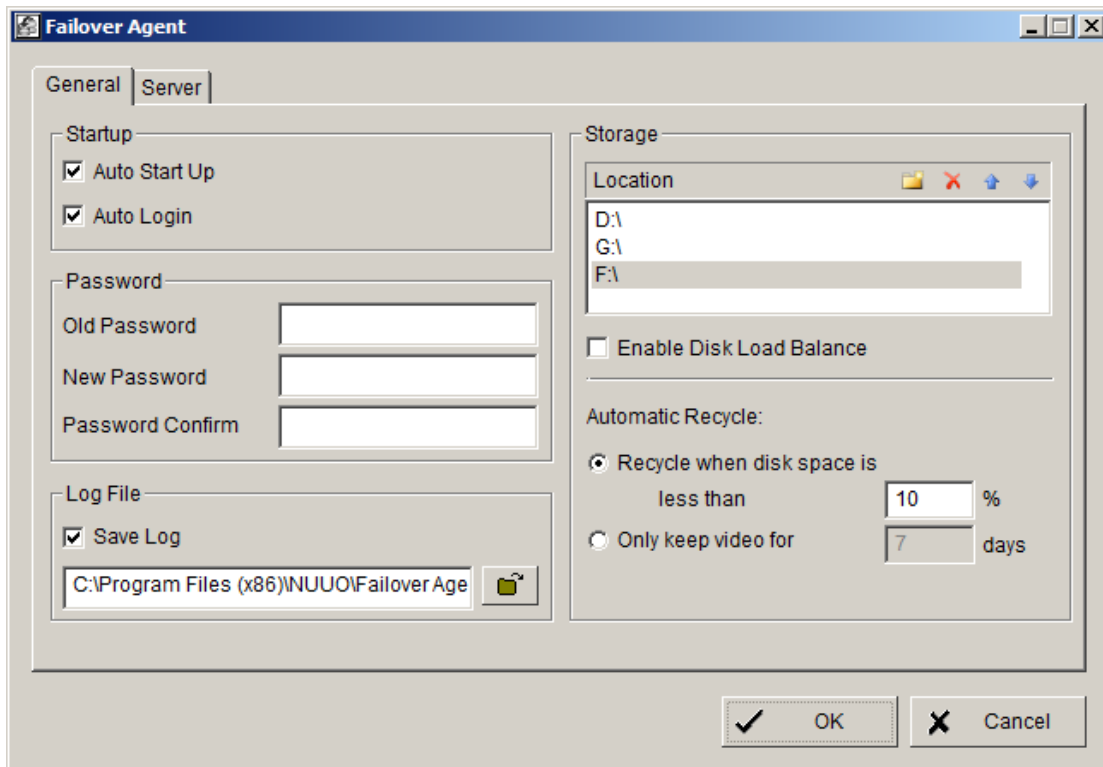 Failover Agent
General
Server
Startup
Auto Start Up
Auto Login
Password
Old Password
New Password
Password Confirm
Log File
Save Log
C:\Program Files (x86)\NUUO\Failover Age
Storage
Location
D:\
G:\
F:\
Enable Disk Load Balance
Automatic Recycle:
Recycle when disk space is
less than 10 %
Only keep video for 7 days
OK
Cancel